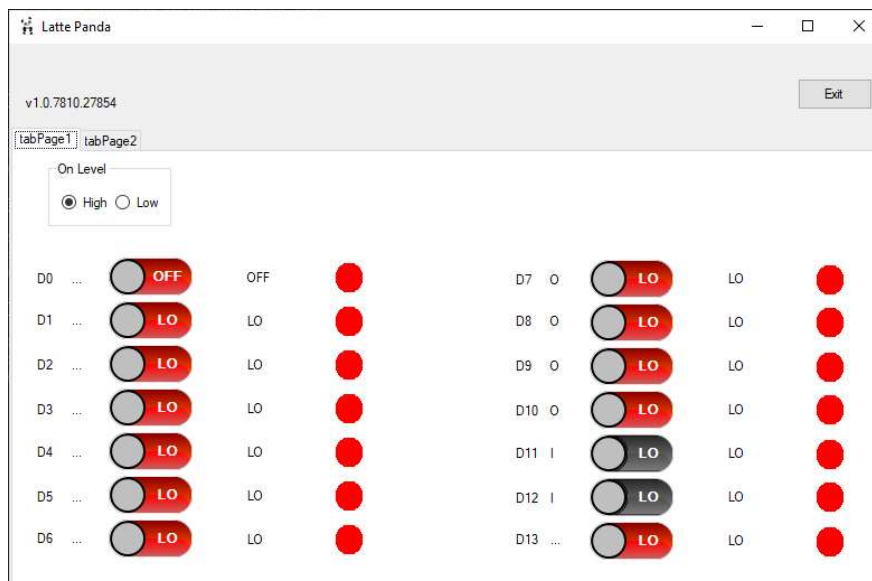 Latte Panda
v1.0.7810.27854
Exit
tabPage1 tabPage2
On Level
High Low
D0 ... OFF OFF
D1 ... LO LO
D2 ... LO LO
D3 ... LO LO
D4 ... LO LO
D5 ... LO LO
D6 ... LO LO
D7 O LO LO
D8 O LO LO
D9 O LO LO
D10 O LO LO
D11 I LO LO
D12 I LO LO
D13 ... LO LO